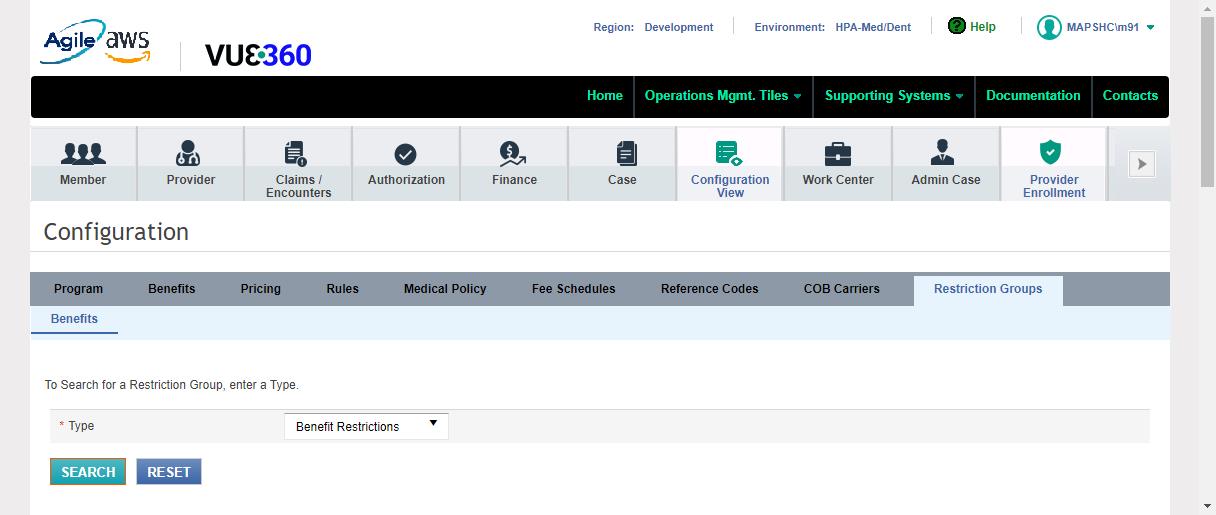 Agile aws
VUE360
Region: Development
Environment: HPA-Med/Dent
? Help
MAPSHC\m91
Home
Operations Mgmt. Tiles
Supporting Systems
Documentation
Contacts
Member
Provider
Claims /
Encounters
Authorization
Finance
Case
Configuration
View
Work Center
Admin Case
Provider
Enrollment
Configuration
Program
Benefits
Pricing
Rules
Medical Policy
Fee Schedules
Reference Codes
COB Carriers
Restriction Groups
Benefits
To Search for a Restriction Group, enter a Type.
* Type
Benefit Restrictions
SEARCH
RESET